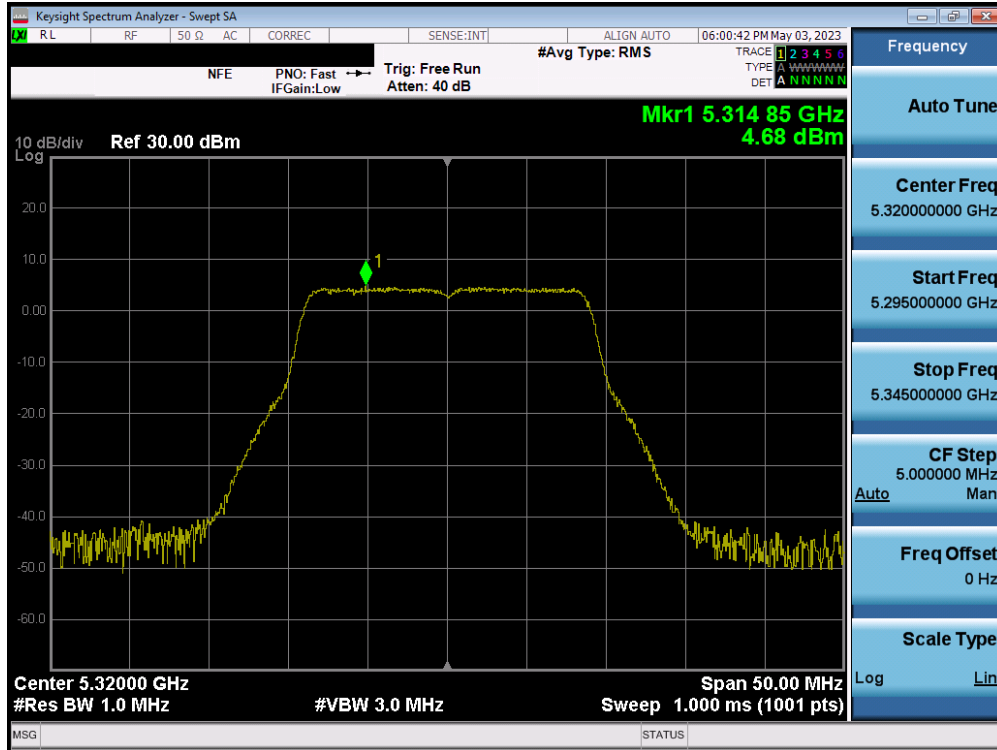 Keysight Spectrum Analyzer - Swept SA
LXI RL RF 50 Ω AC CORREC SENSE:INT ALIGN AUTO 06:00:42 PM May 03, 2023
NFE PNO: Fast Trig: Free Run #Avg Type: RMS TRACE 1 2 3 4 5 6
IFGain:Low Atten: 40 dB TYPE A WWWWW
DET A N N N N N
Mkr1 5.314 85 GHz
4.68 dBm
10 dB/div Ref 30.00 dBm
Log
20.0
10.0
1
0.00
-10.0
-20.0
-30.0
-40.0
-50.0
-60.0
Center 5.32000 GHz Span 50.00 MHz
#Res BW 1.0 MHz #VBW 3.0 MHz Sweep 1.000 ms (1001 pts)
MSG STATUS
Frequency
Auto Tune
Center Freq
5.320000000 GHz
Start Freq
5.295000000 GHz
Stop Freq
5.345000000 GHz
CF Step
5.000000 MHz
Auto Man
Freq Offset
0 Hz
Scale Type
Log Lin